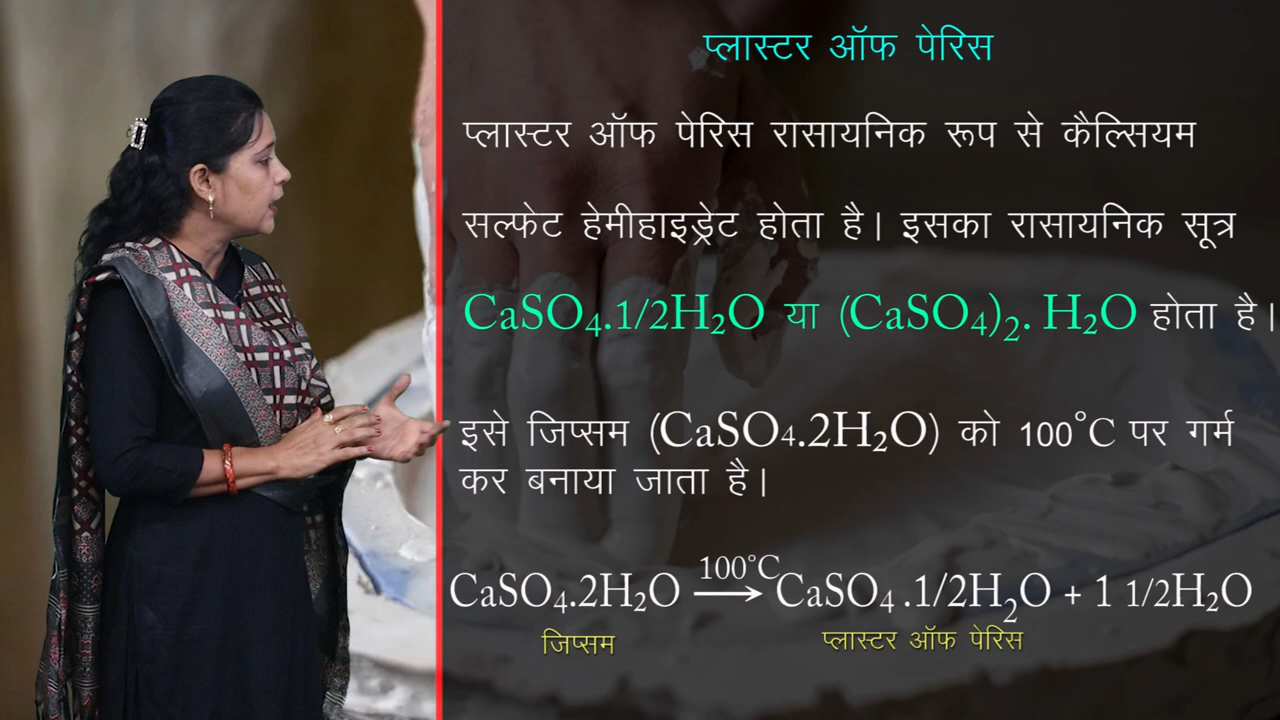 प्लास्टर ऑफ पेरिस
प्लास्टर ऑफ पेरिस रासायनिक रूप से कैल्सियम
सल्फेट हेमीहाइड्रेट होता है। इसका रासायनिक सूत्र
CaSO₄.1/2H₂O या (CaSO₄)₂. H₂O होता है।
इसे जिप्सम (CaSO₄.2H₂O) को 100°C पर गर्म
कर बनाया जाता है।
100°C
CaSO₄.2H₂O ⟶ CaSO₄ .1/2H₂O + 1 1/2H₂O
जिप्सम प्लास्टर ऑफ पेरिस